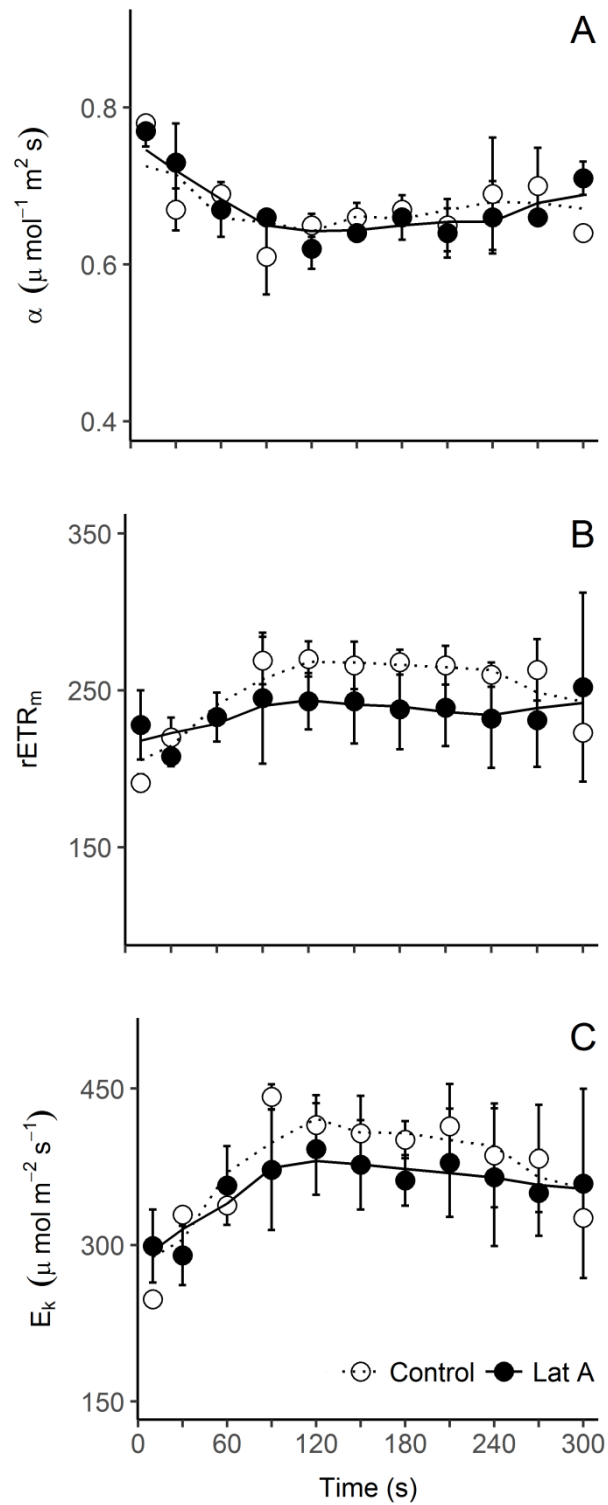 A
0.8
0.6
0.4
α (μ mol⁻¹ m² s)
B
350
250
150
rETRₘ
C
450
300
150
Eₖ (μ mol m⁻² s⁻¹)
Control Lat A
0 60 120 180 240 300
Time (s)